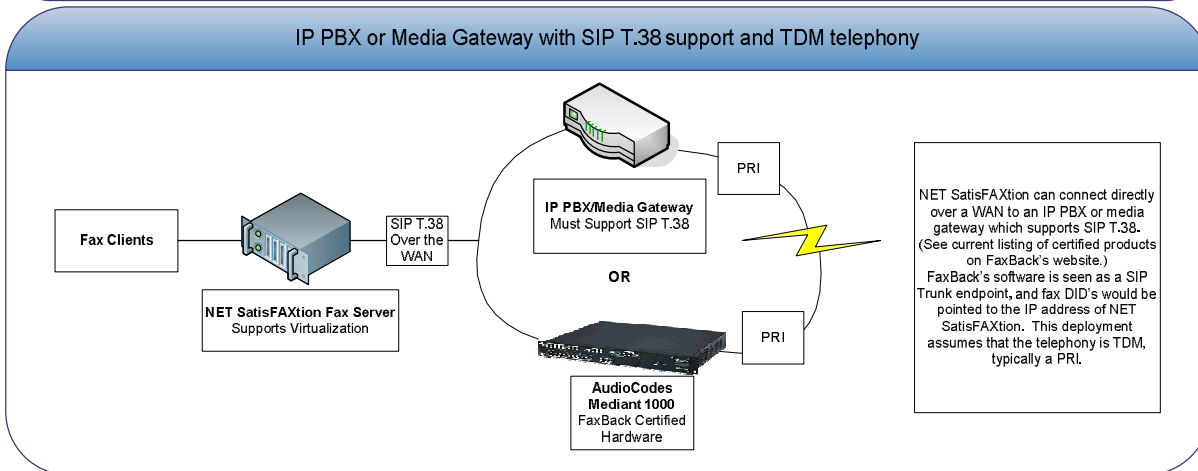 IP PBX or Media Gateway with SIP T.38 support and TDM telephony
Fax Clients
NET SatisFAXtion Fax Server
Supports Virtualization
SIP T.38
Over the
WAN
IP PBX/Media Gateway
Must Support SIP T.38
OR
AudioCodes
Mediant 1000
FaxBack Certified
Hardware
PRI
PRI
NET SatisFAXtion can connect directly
over a WAN to an IP PBX or media
gateway which supports SIP T.38.
(See current listing of certified products
on FaxBack's website.)
FaxBack's software is seen as a SIP
Trunk endpoint, and fax DID's would be
pointed to the IP address of NET
SatisFAXtion. This deployment
assumes that the telephony is TDM,
typically a PRI.